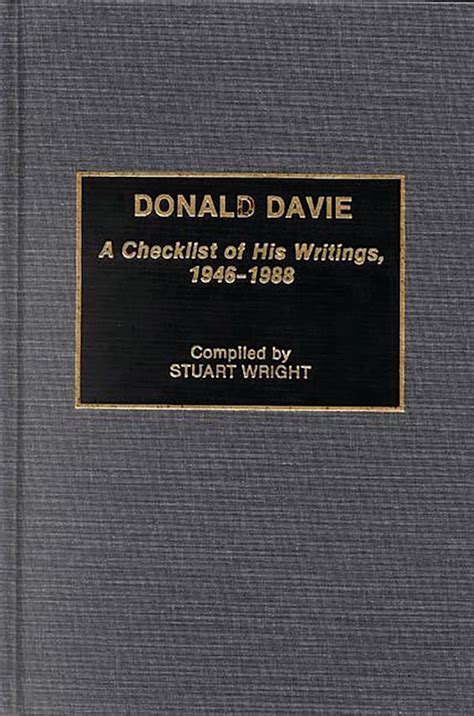 DONALD DAVIE
A Checklist of His Writings,
1946-1988
Compiled by
STUART WRIGHT